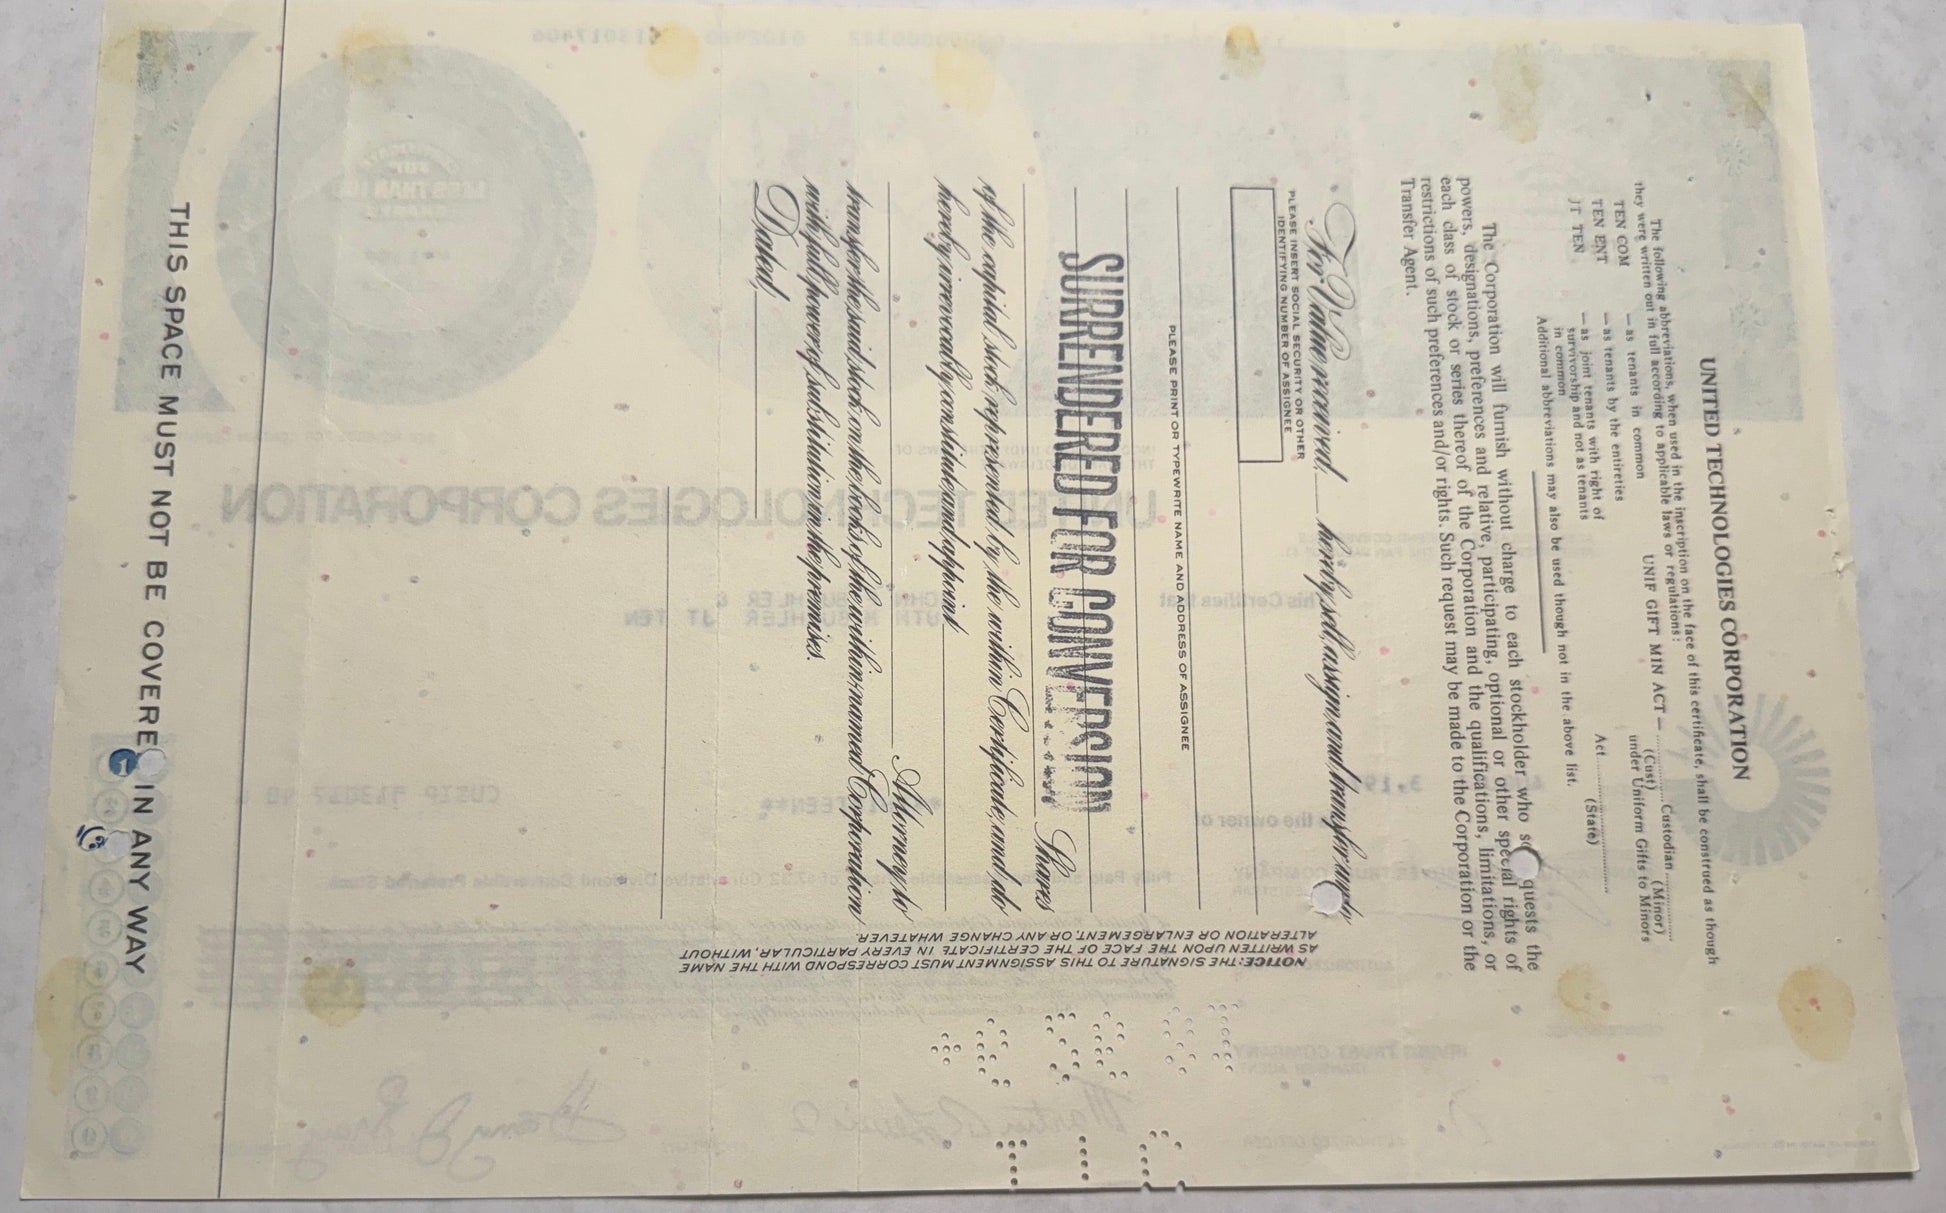 UNITED TECHNOLOGIES CORPORATION
The following abbreviations, when used in the inscription on the face of this certificate, shall be construed as though
they were written out in full according to applicable laws or regulations:
TEN COM — as tenants in common
TEN ENT — as tenants by the entireties
JT TEN — as joint tenants with right of
survivorship and not as tenants
in common
UNIF GIFT MIN ACT — .......... Custodian ..........
(Cust) (Minor)
under Uniform Gifts to Minors
Act ..........
(State)
Additional abbreviations may also be used though not in the above list.
The Corporation will furnish without charge to each stockholder who so requests the
powers, designations, preferences and relative, participating, optional or other special rights of
each class of stock or series thereof of the Corporation and the qualifications, limitations, or
restrictions of such preferences and/or rights. Such request may be made to the Corporation or the
Transfer Agent.
For Value received, ____ hereby sell, assign, and transfer unto
PLEASE INSERT SOCIAL SECURITY OR OTHER
IDENTIFYING NUMBER OF ASSIGNEE
PLEASE PRINT OR TYPEWRITE NAME AND ADDRESS OF ASSIGNEE
SURRENDERED FOR CONVERSION
Shares
of the capital stock represented by the within Certificate, and do
hereby irrevocably constitute and appoint
Attorney to
transfer the said stock on the books of the within-named Corporation
with full power of substitution in the premises.
Dated,
NOTICE: THE SIGNATURE TO THIS ASSIGNMENT MUST CORRESPOND WITH THE NAME
AS WRITTEN UPON THE FACE OF THE CERTIFICATE IN EVERY PARTICULAR, WITHOUT
ALTERATION OR ENLARGEMENT, OR ANY CHANGE WHATEVER.
THIS SPACE MUST NOT BE COVERE IN ANY WAY